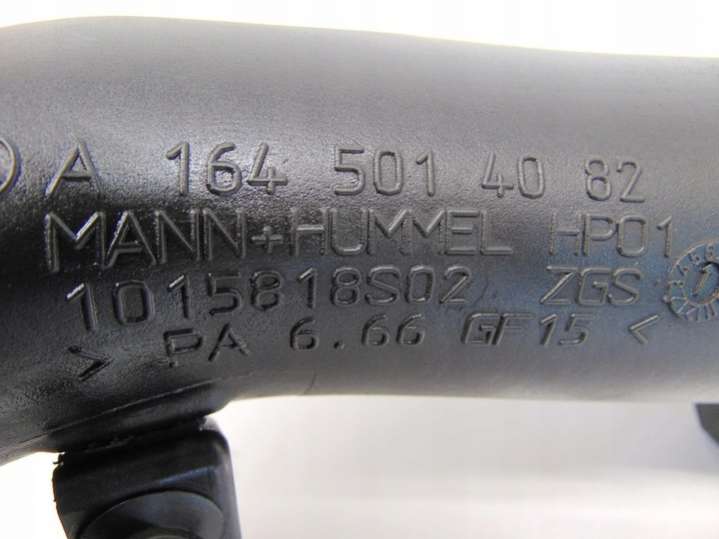 A 164 501 40 82
MANN+HUMMEL HP01
1015818S02 ZGS
> PA 6.66 GF15 <